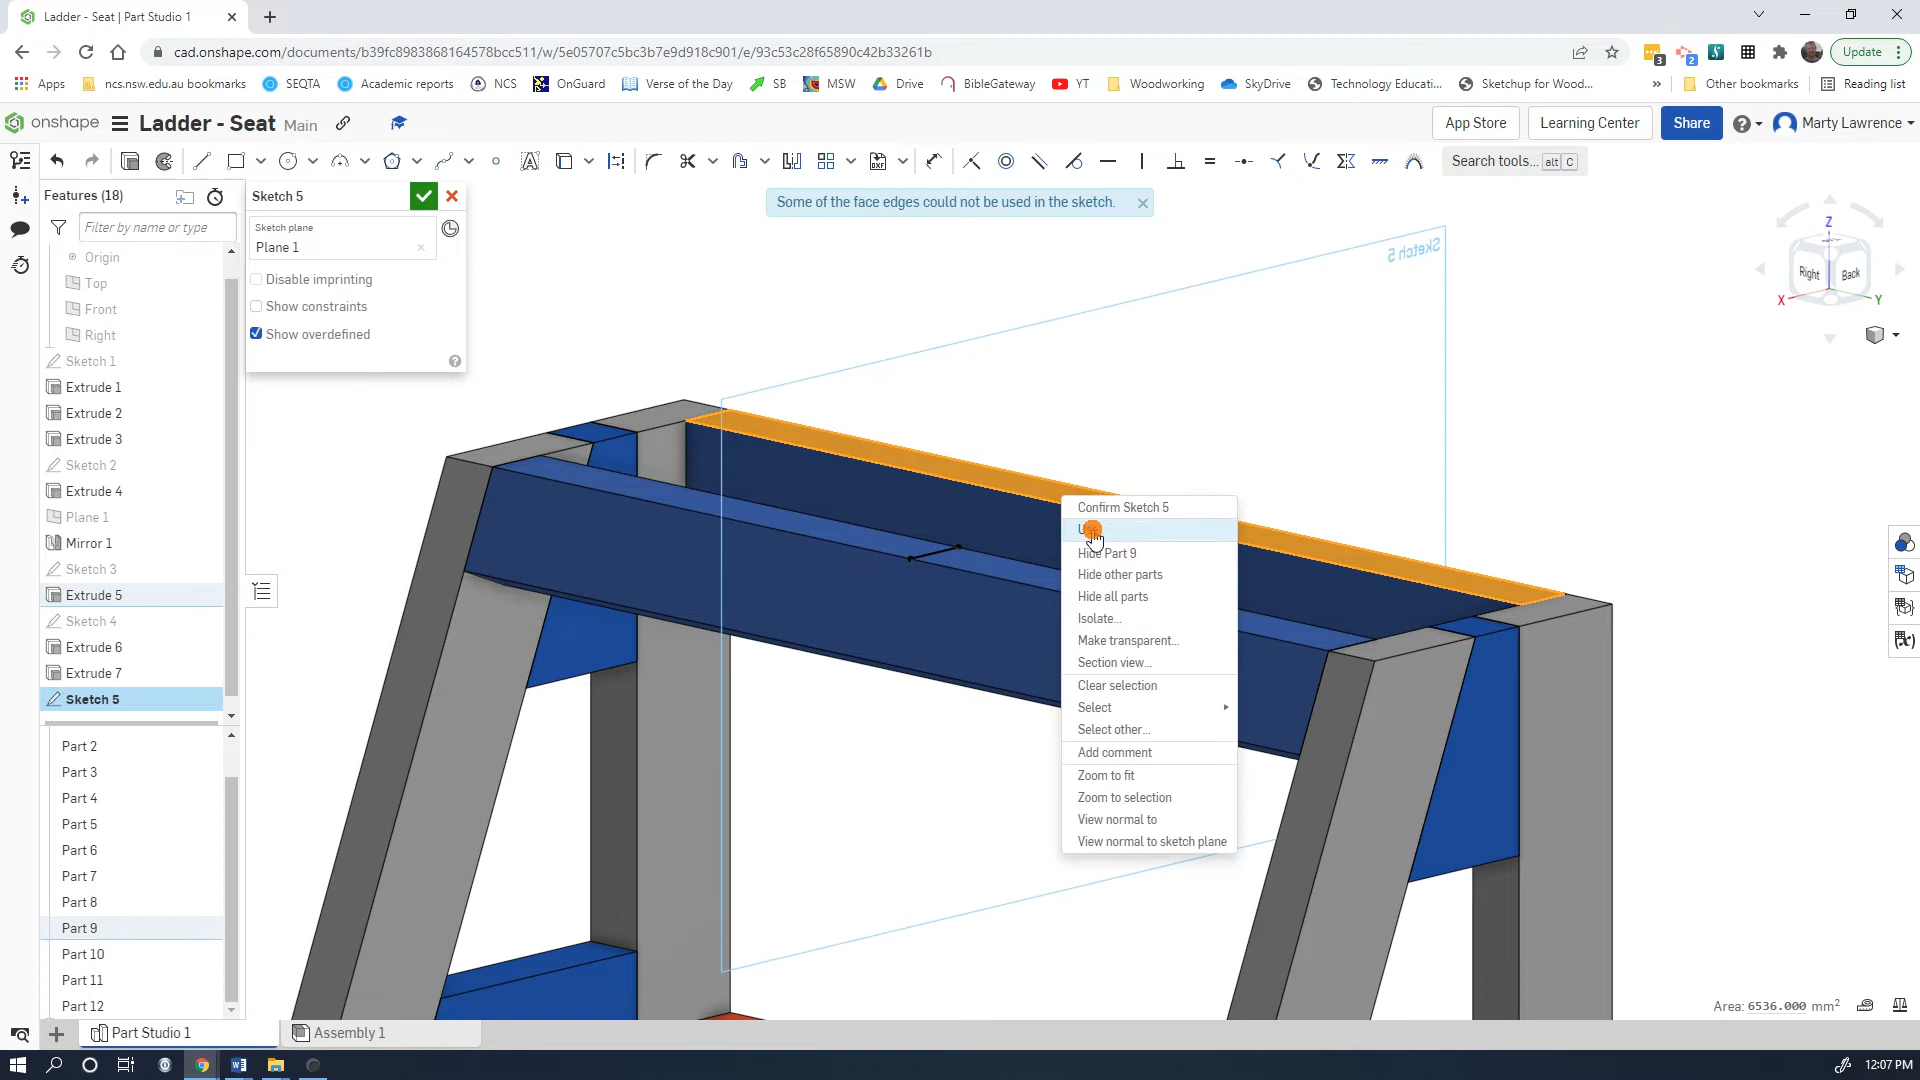 Ladder - Seat | Part Studio 1
cad.onshape.com/documents/b39fc8983868164578bcc511/w/5e05707c5bc3b7e9d918c901/e/93c53c28f65890c42b33261b
3
2
Update
Apps
ncs.nsw.edu.au bookmarks
SEQTA
Academic reports
NCS
OnGuard
Verse of the Day
SB
MSW
Drive
BibleGateway
YT
Woodworking
SkyDrive
Technology Educati...
Sketchup for Wood...
»
Other bookmarks
Reading list
onshape
Ladder - Seat Main
App Store
Learning Center
Share
Marty Lawrence
Search tools... alt C
Features (18)
Filter by name or type
Origin
Top
Front
Right
Sketch 1
Extrude 1
Extrude 2
Extrude 3
Sketch 2
Extrude 4
Plane 1
Mirror 1
Sketch 3
Extrude 5
Sketch 4
Extrude 6
Extrude 7
Sketch 5
Part 2
Part 3
Part 4
Part 5
Part 6
Part 7
Part 8
Part 9
Part 10
Part 11
Part 12
Sketch 5
Sketch plane
Plane 1
Disable imprinting
Show constraints
Show overdefined
Some of the face edges could not be used in the sketch.
Sketch 5
Z
Right
Back
X
Y
Confirm Sketch 5
Hide Part 9
Hide other parts
Hide all parts
Isolate...
Make transparent...
Section view...
Clear selection
Select
Select other...
Add comment
Zoom to fit
Zoom to selection
View normal to
View normal to sketch plane
Area: 6536.000 mm²
Part Studio 1
Assembly 1
12:07 PM